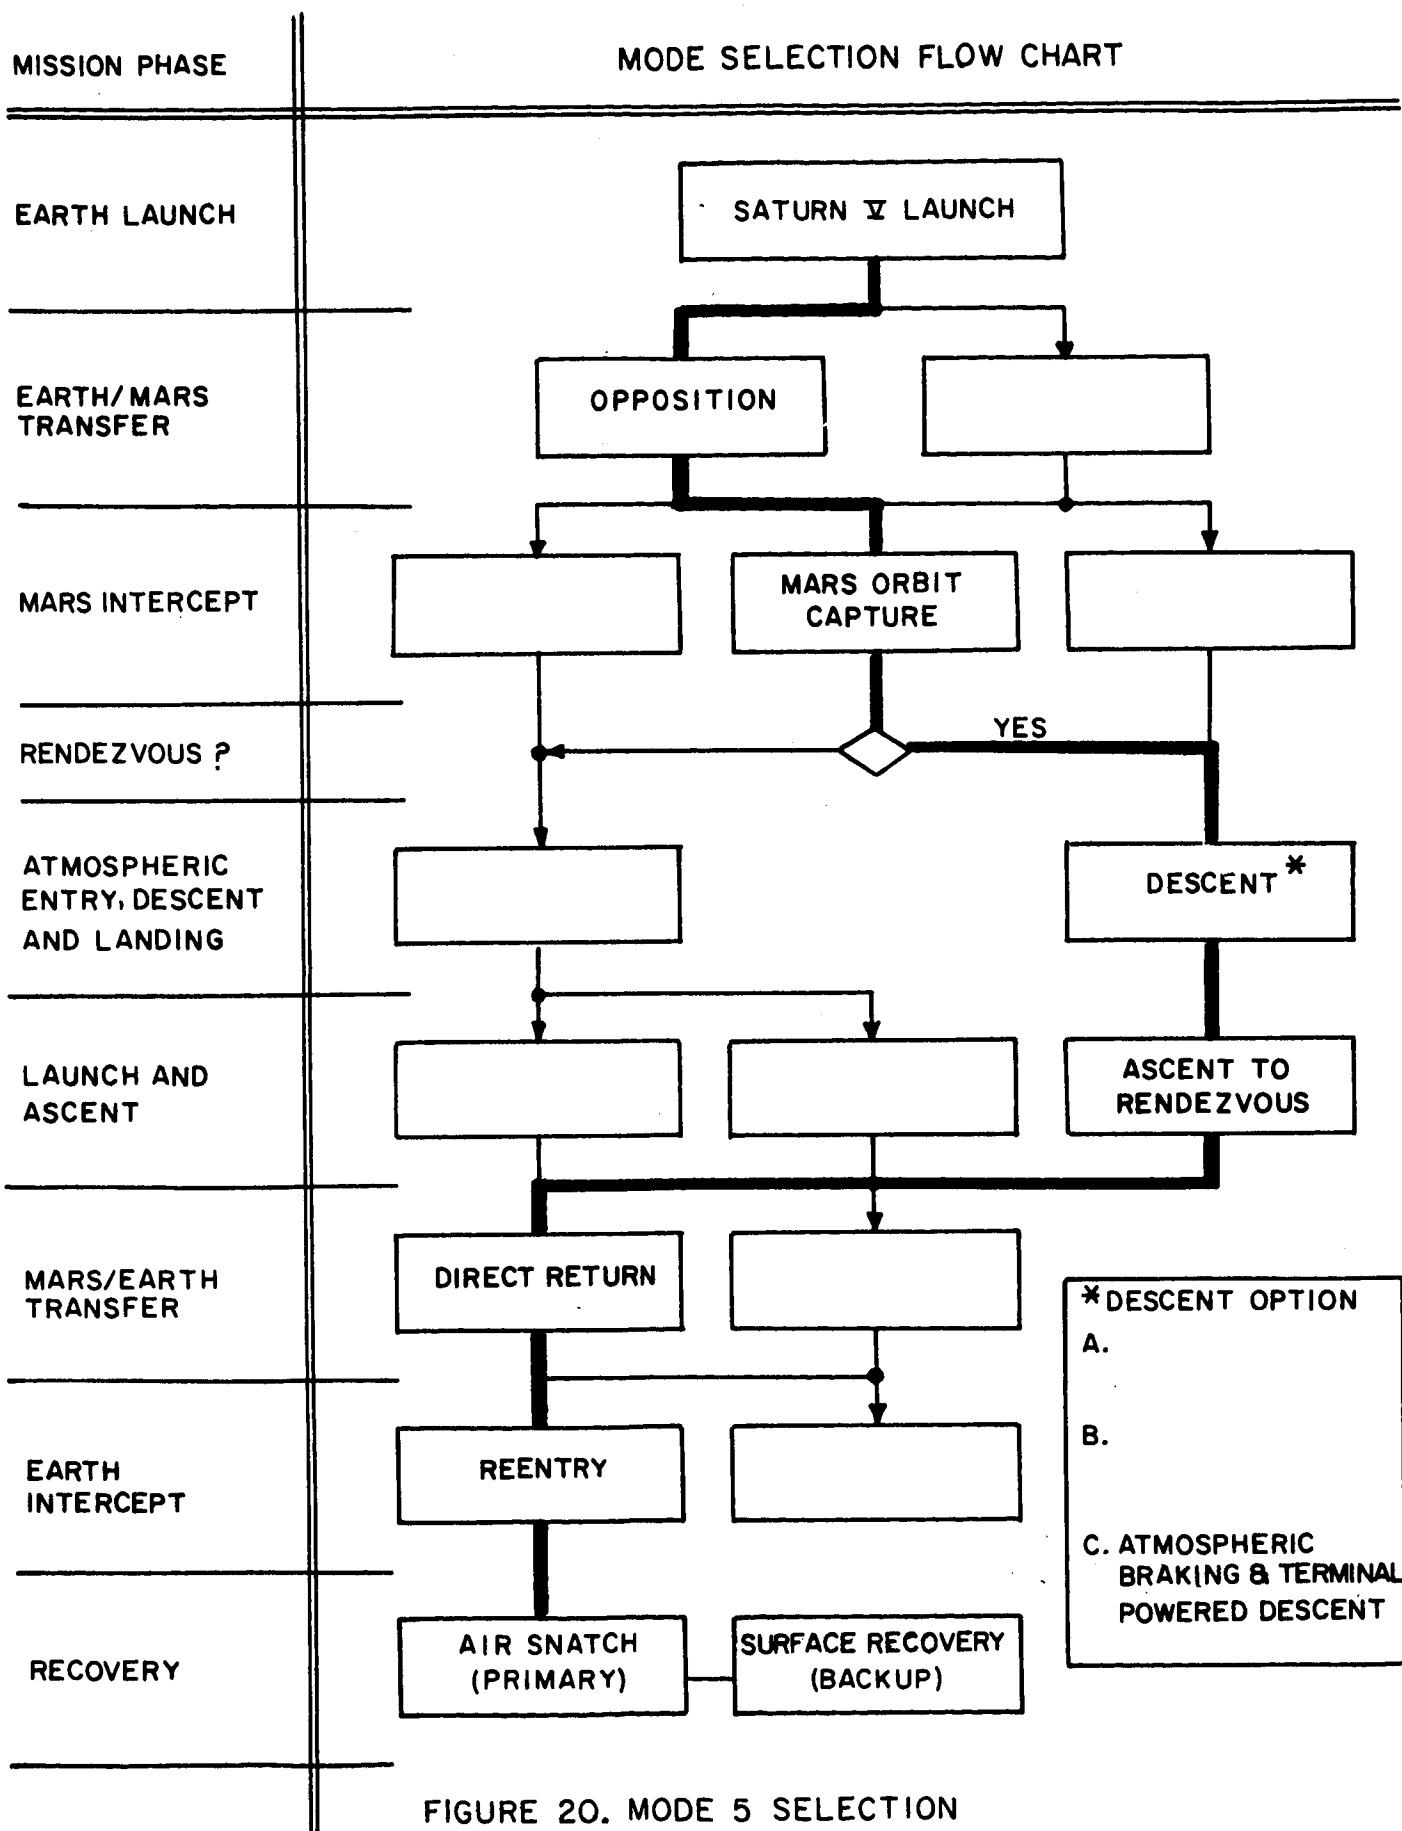 MISSION PHASE
MODE SELECTION FLOW CHART
EARTH LAUNCH
SATURN V LAUNCH
EARTH/MARS
TRANSFER
OPPOSITION
MARS INTERCEPT
MARS ORBIT
CAPTURE
RENDEZVOUS ?
YES
ATMOSPHERIC
ENTRY, DESCENT
AND LANDING
DESCENT *
LAUNCH AND
ASCENT
ASCENT TO
RENDEZVOUS
MARS/EARTH
TRANSFER
DIRECT RETURN
EARTH
INTERCEPT
REENTRY
RECOVERY
AIR SNATCH
(PRIMARY)
SURFACE RECOVERY
(BACKUP)
*DESCENT OPTION
A.
B.
C. ATMOSPHERIC
BRAKING & TERMINAL
POWERED DESCENT
FIGURE 20. MODE 5 SELECTION